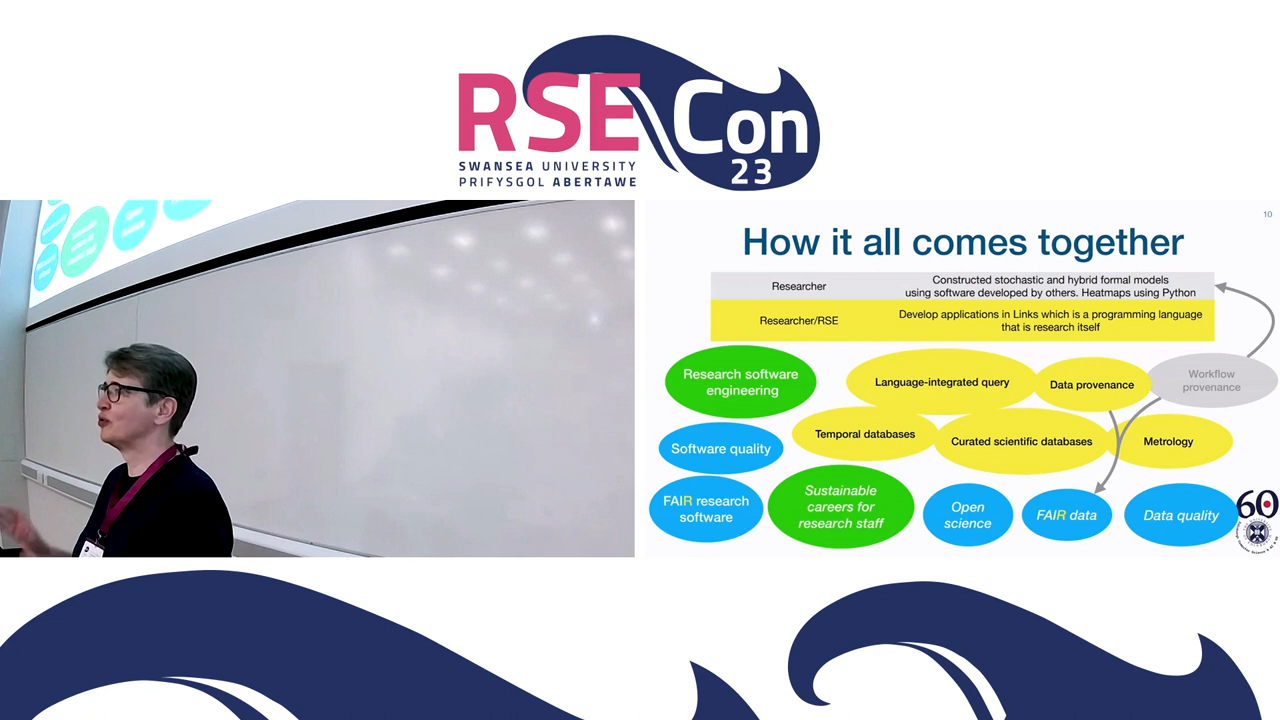 RSE Con
23
SWANSEA UNIVERSITY
PRIFYSGOL ABERTAWE
10
How it all comes together
Researcher
Constructed stochastic and hybrid formal models
using software developed by others. Heatmaps using Python
Researcher/RSE
Develop applications in Links which is a programming language
that is research itself
Research software
engineering
Language-integrated query
Data provenance
Workflow
provenance
Software quality
Temporal databases
Curated scientific databases
Metrology
FAIR research
software
Sustainable
careers for
research staff
Open
science
FAIR data
Data quality
60